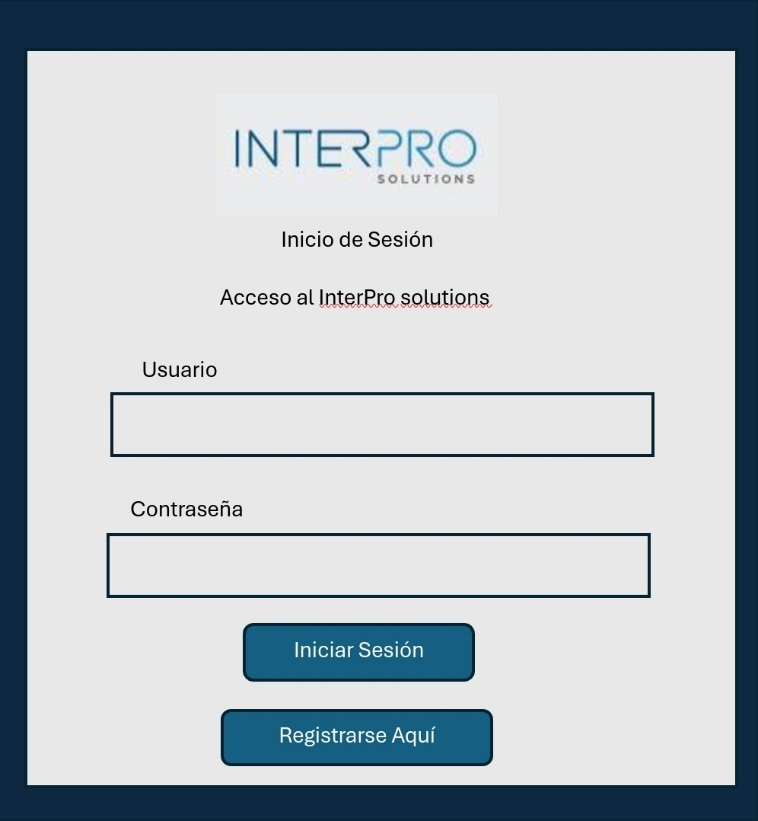 INTERPRO
SOLUTIONS
Inicio de Sesión
Acceso al InterPro solutions
Usuario
Contraseña
Iniciar Sesión
Registrarse Aquí